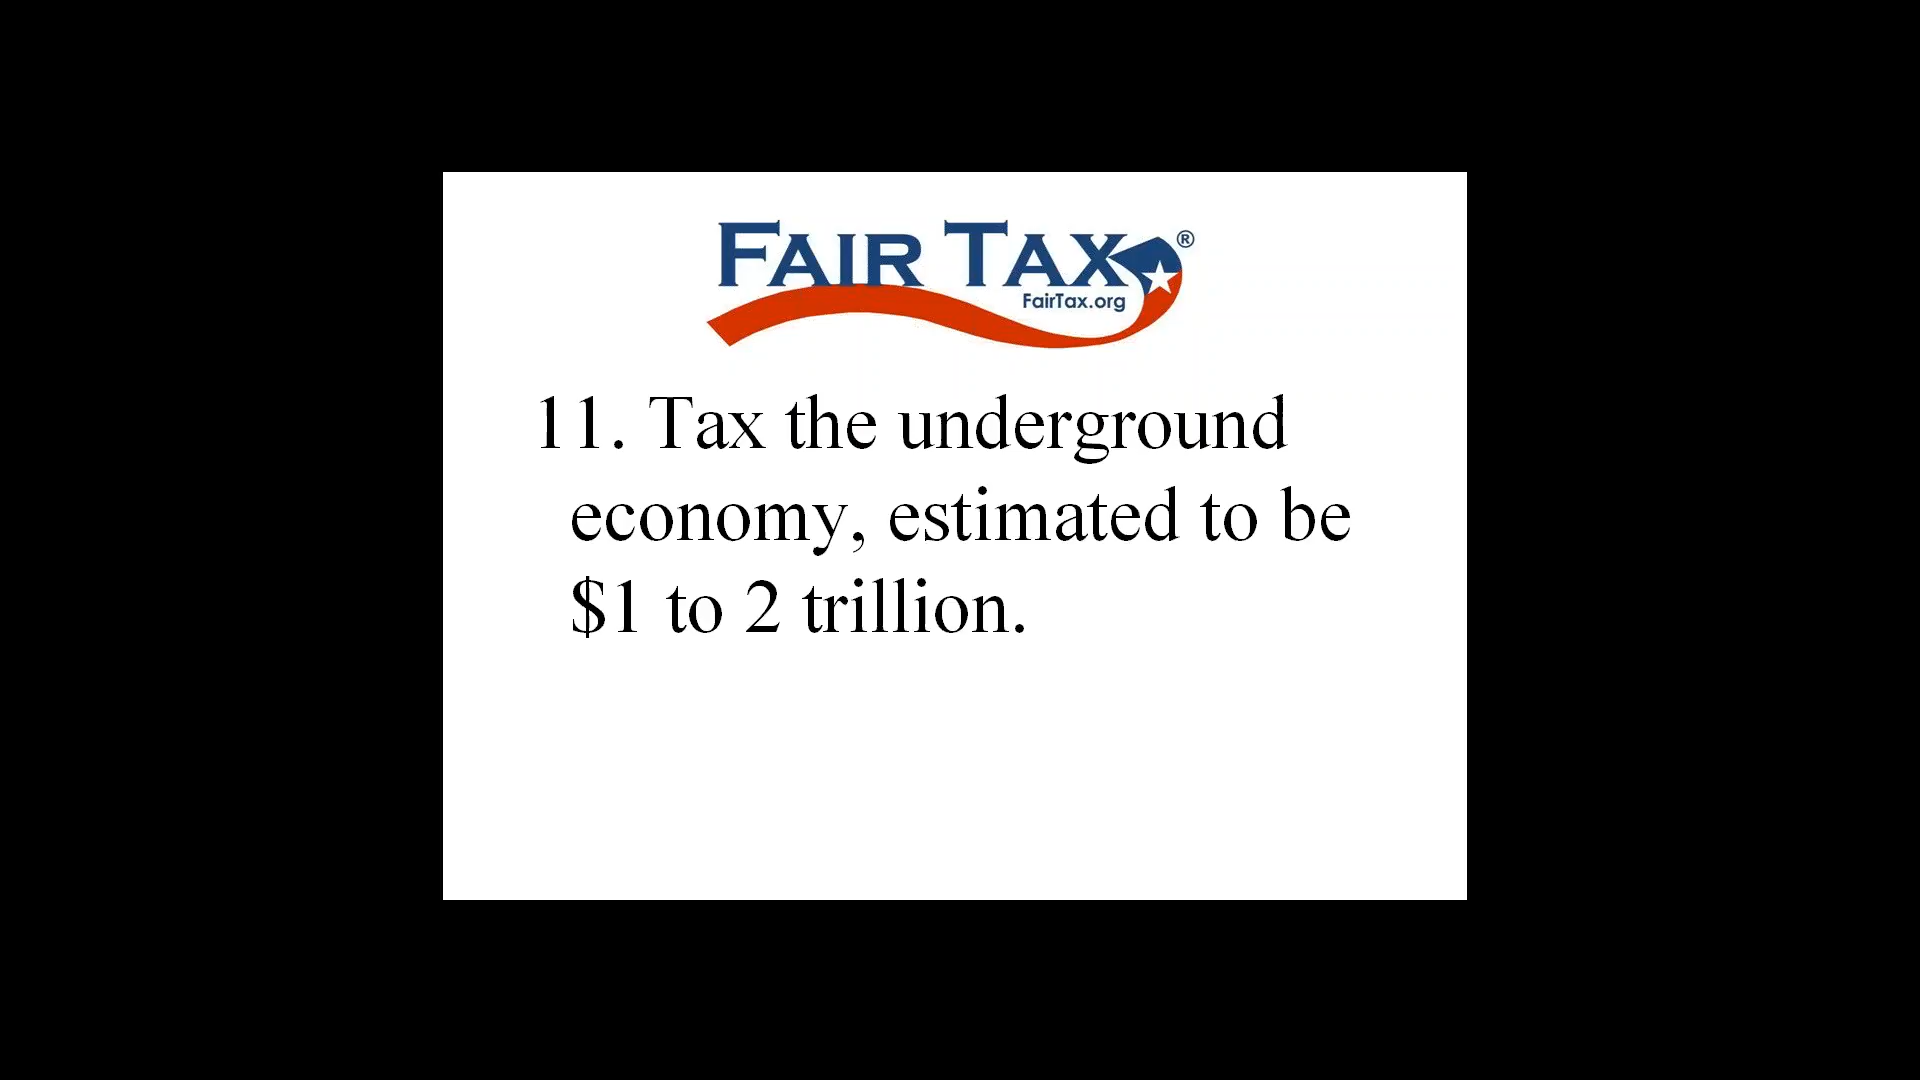 FAIR TAX®
FairTax.org
11. Tax the underground
economy, estimated to be
$1 to 2 trillion.